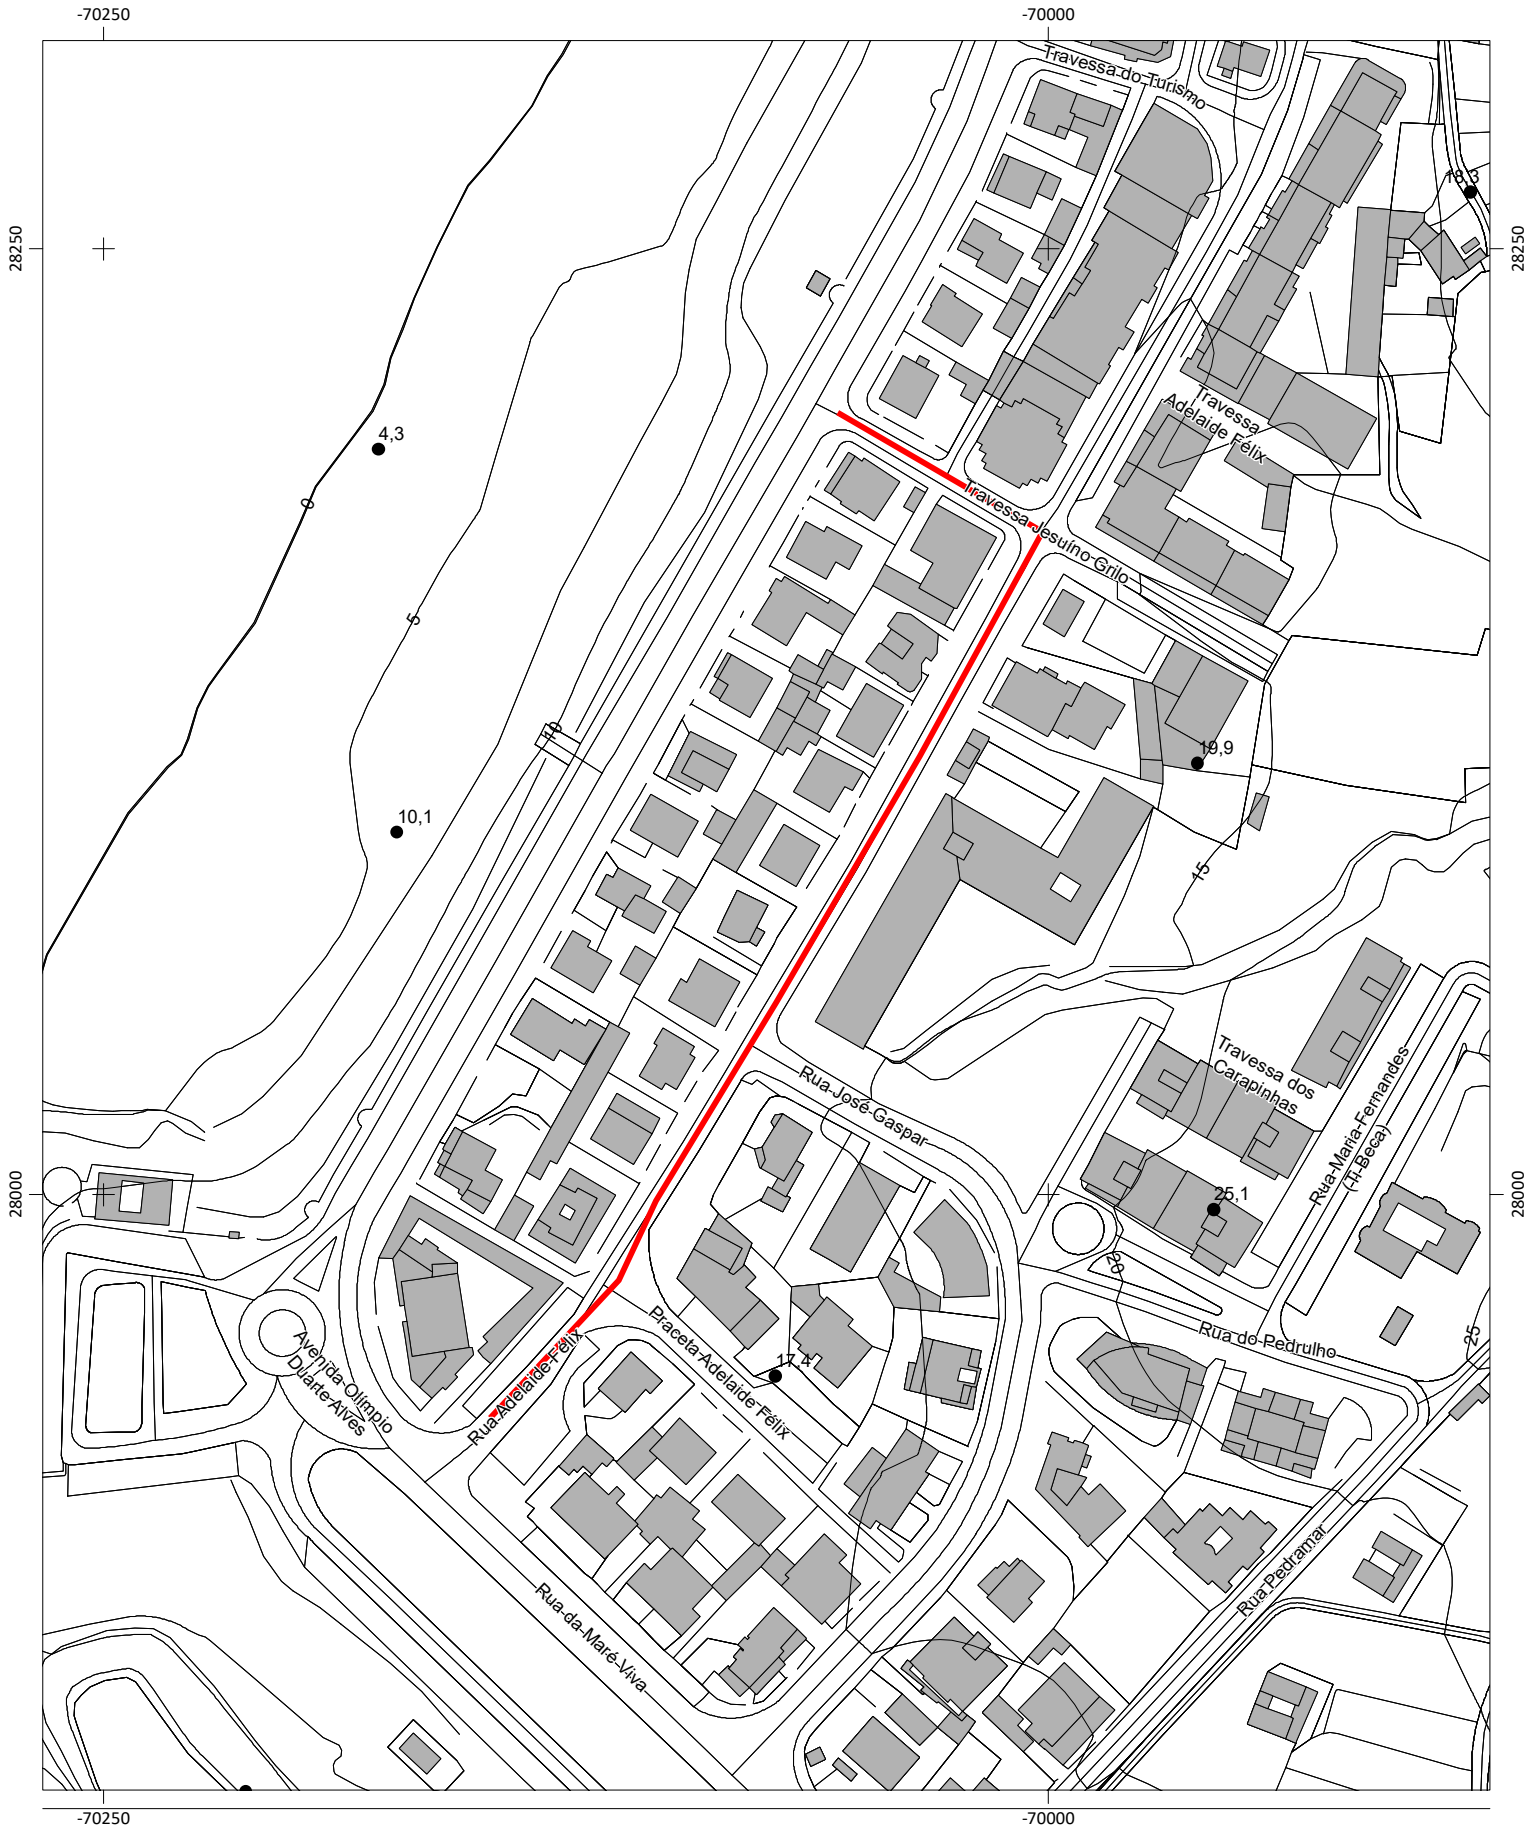 -70250
-70000
Travessa do Turismo
18,3
28250
28250
Travessa
Adelaide Félix
4,3
0
Travessa Jesuíno Grilo
5
10
19,9
10,1
15
Travessa dos
Carapinhas
Rua José Gaspar
Rua Maria Fernandes
(Ti Beca)
28000
28000
25,1
20
Avenida Olímpio
Duarte Alves
Rua Adelaide Félix
Praceta Adelaide Félix
17,4
Rua do Pedrulho
25
Rua da Maré Viva
Rua Pedramar
-70250
-70000